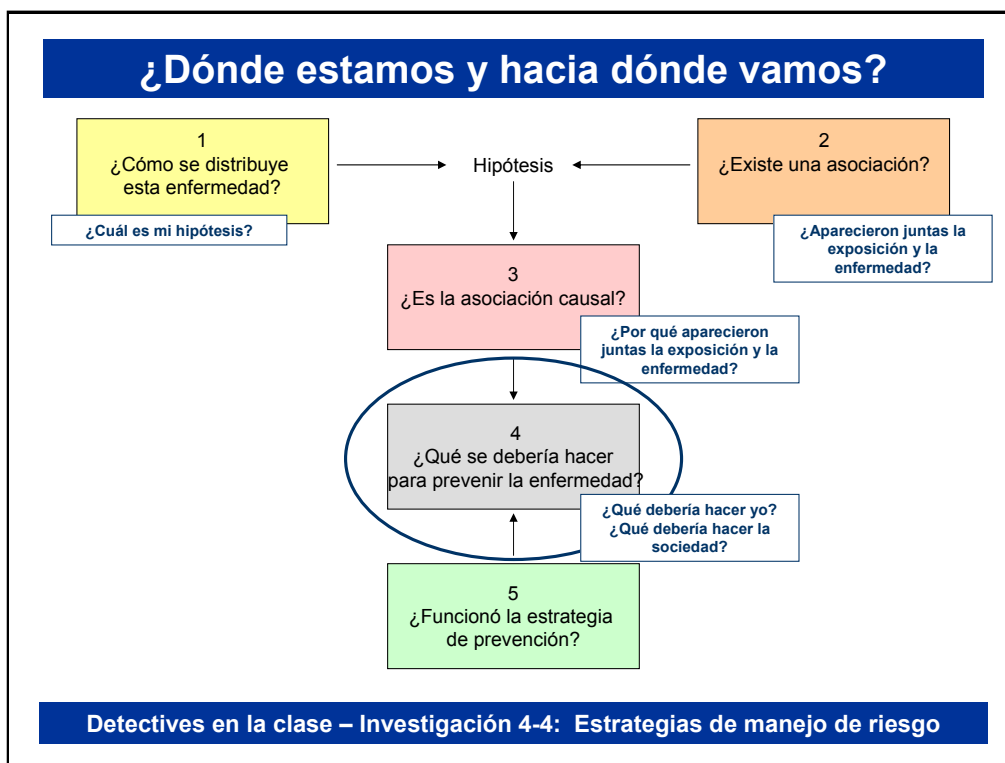 ¿Dónde estamos y hacia dónde vamos?
1
¿Cómo se distribuye
esta enfermedad?
¿Cuál es mi hipótesis?
Hipótesis
2
¿Existe una asociación?
¿Aparecieron juntas la
exposición y la
enfermedad?
3
¿Es la asociación causal?
¿Por qué aparecieron
juntas la exposición y la
enfermedad?
4
¿Qué se debería hacer
para prevenir la enfermedad?
¿Qué debería hacer yo?
¿Qué debería hacer la
sociedad?
5
¿Funcionó la estrategia
de prevención?
Detectives en la clase – Investigación 4-4: Estrategias de manejo de riesgo